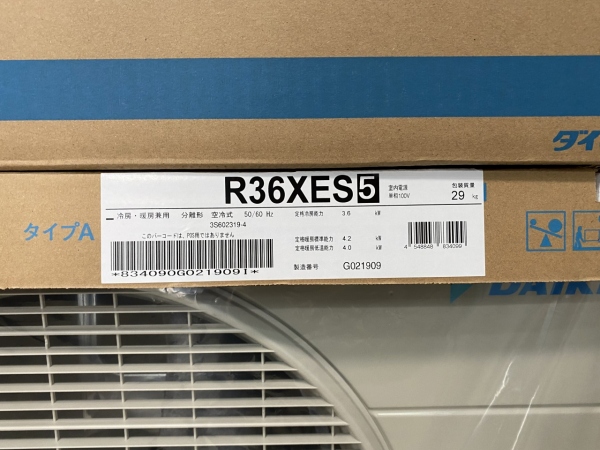 ダイ
R36XES5
室内電源
単相100V
包装質量
29 kg
冷房・暖房兼用 分離形 空冷式 50/60 Hz
3S602319-4
定格冷房能力 3.6 kW
タイプA
このバーコードは、POS用ではありません
定格暖房標準能力 4.2 kW
定格暖房低温能力 4.0 kW
4 548848 834099
*834090G021909I*
製造番号 G021909
DAIKI